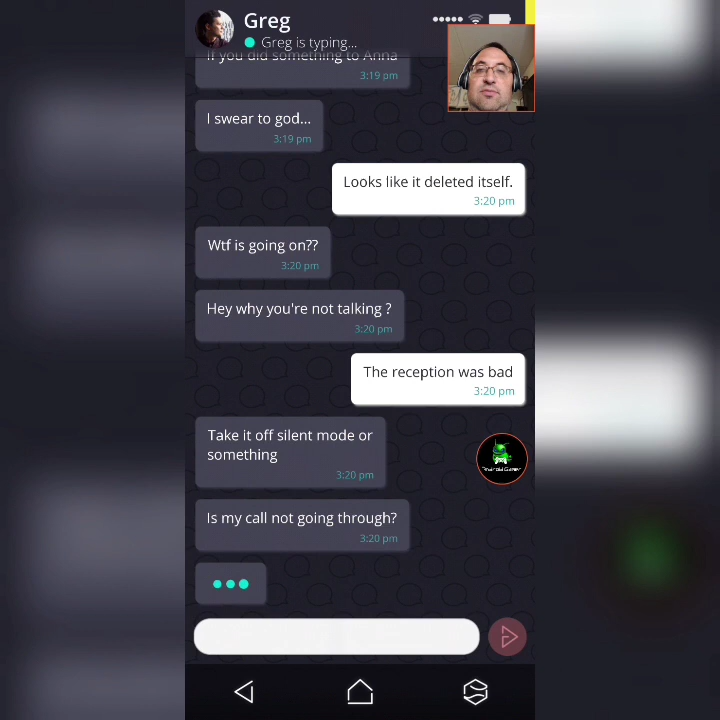 Greg
Greg is typing...
If you did something to Anna
3:19 pm
I swear to god...
3:19 pm
Looks like it deleted itself.
3:20 pm
Wtf is going on??
3:20 pm
Hey why you're not talking ?
3:20 pm
The reception was bad
3:20 pm
Take it off silent mode or
something
3:20 pm
Android Gamer
Is my call not going through?
3:20 pm